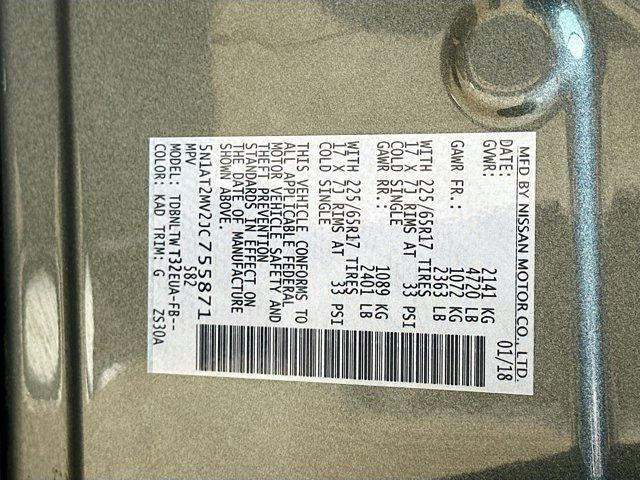 MFD BY NISSAN MOTOR CO., LTD.
DATE: 01/18
GVWR: 2141 KG
4720 LB
GAWR FR.: 1072 KG
2363 LB
WITH 225/65R17 TIRES
17 X 7J RIMS AT 33 PSI
COLD SINGLE
GAWR RR.: 1089 KG
2401 LB
WITH 225/65R17 TIRES
17 X 7J RIMS AT 33 PSI
COLD SINGLE
THIS VEHICLE CONFORMS TO
ALL APPLICABLE FEDERAL
MOTOR VEHICLE SAFETY AND
THEFT PREVENTION
STANDARDS IN EFFECT ON
THE DATE OF MANUFACTURE
SHOWN ABOVE.
5N1AT2MV2JC755871
MPV 582
MODEL: TDBNLTW T32EUA-FB--
COLOR: KAD TRIM: G ZS30A